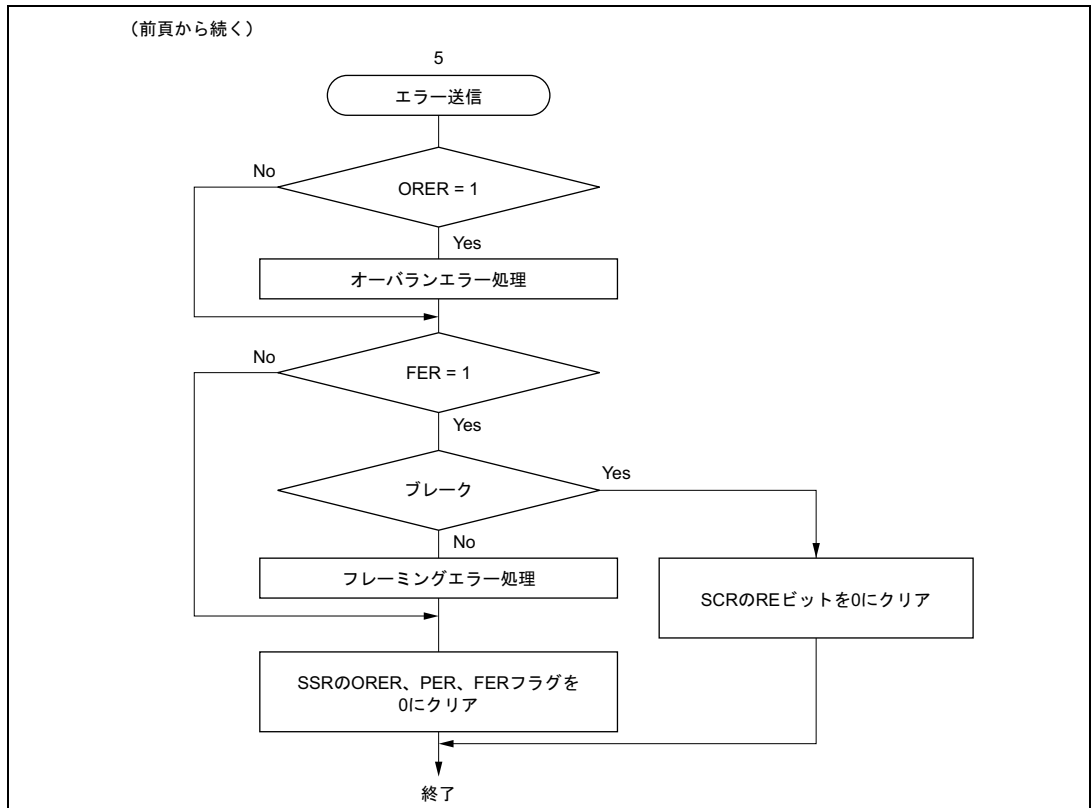 （前頁から続く）
5
エラー送信
No
ORER = 1
Yes
オーバランエラー処理
No
FER = 1
Yes
ブレーク
Yes
No
フレーミングエラー処理
SCRのREビットを0にクリア
SSRのORER、PER、FERフラグを
0にクリア
終了